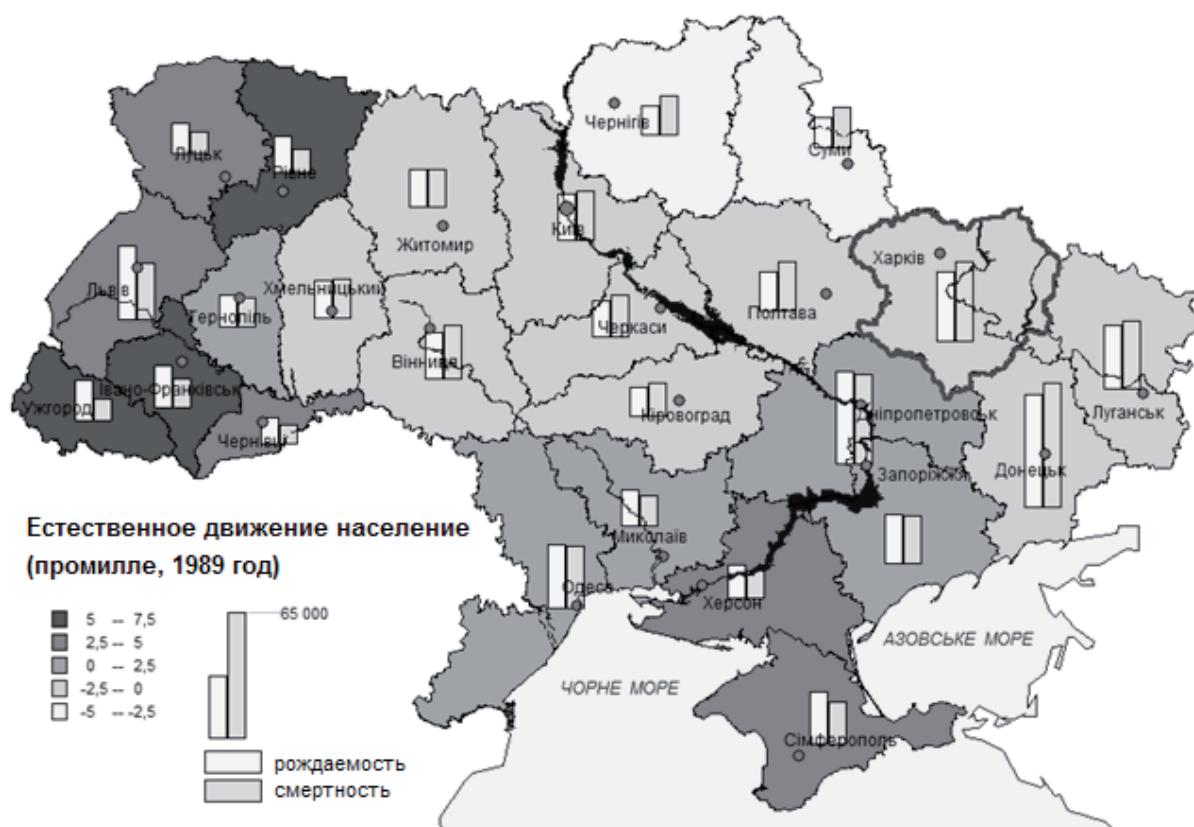 Чернігів
Суми
Луцьк
Рівне
Київ
Житомир
Харків
Львів
Хмельницький
Тернопіль
Черкаси
Полтава
Вінниця
Івано-Франківськ
Ужгород
Кіровоград
Дніпропетровськ
Луганськ
Чернівці
Запоріжжя
Донецьк
Естественное движение население
(промилле, 1989 год)
Миколаїв
Одеса
Херсон
65 000
5 -- 7,5
2,5 -- 5
0 -- 2,5
-2,5 -- 0
-5 -- -2,5
АЗОВСЬКЕ МОРЕ
ЧОРНЕ МОРЕ
Сімферополь
рождаемость
смертность